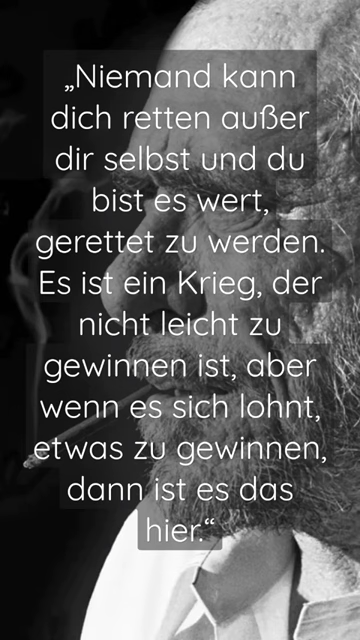 „Niemand kann
dich retten außer
dir selbst und du
bist es wert,
gerettet zu werden.
Es ist ein Krieg, der
nicht leicht zu
gewinnen ist, aber
wenn es sich lohnt,
etwas zu gewinnen,
dann ist es das
hier.“